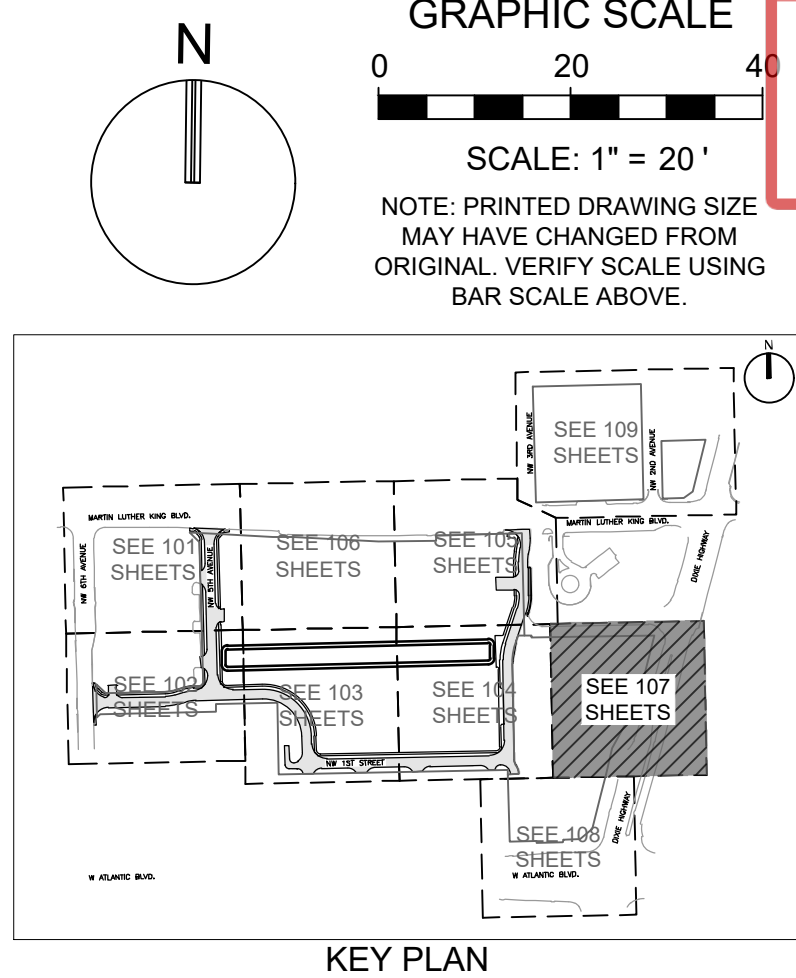 GRAPHIC SCALE
N
0 20 40
SCALE: 1" = 20 '
NOTE: PRINTED DRAWING SIZE
MAY HAVE CHANGED FROM
ORIGINAL. VERIFY SCALE USING
BAR SCALE ABOVE.
N
NW 3RD AVENUE
SEE 109
SHEETS
NW 2ND AVENUE
MARTIN LUTHER KING BLVD.
MARTIN LUTHER KING BLVD.
NW 6TH AVENUE
SEE 101
SHEETS
NW 5TH AVENUE
SEE 106
SHEETS
SEE 105
SHEETS
DIXIE HIGHWAY
SEE 102
SHEETS
SEE 103
SHEETS
SEE 104
SHEETS
SEE 107
SHEETS
NW 1ST STREET
SEE 108
SHEETS
DIXIE HIGHWAY
W ATLANTIC BLVD.
W ATLANTIC BLVD.
KEY PLAN